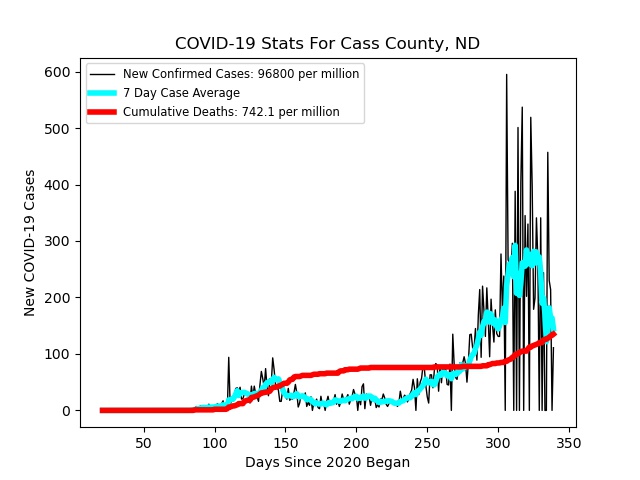 COVID-19 Stats For Cass County, ND
New Confirmed Cases: 96800 per million
7 Day Case Average
Cumulative Deaths: 742.1 per million
New COVID-19 Cases
600
500
400
300
200
100
0
50 100 150 200 250 300 350
Days Since 2020 Began